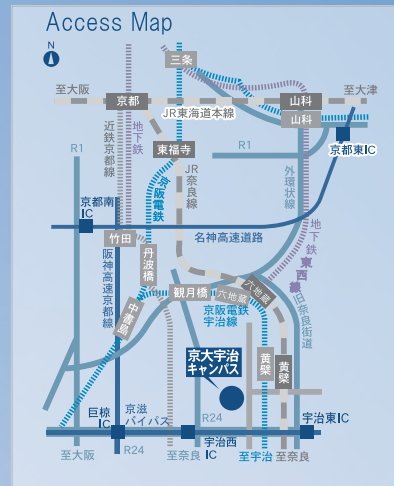 Access Map
N
三条
至大阪
京都
山科
至大津
JR東海道本線
山科
近鉄京都線
地下鉄
東福寺
京都東IC
R1
R1
京阪電鉄
JR奈良線
外環状線
京都南
IC
名神高速道路
地下鉄東西線
竹田
丹波橋
阪神高速京都線
中書島
観月橋
六地蔵
六地蔵
旧奈良街道
京阪電鉄
宇治線
京大宇治
キャンパス
黄檗
黄檗
巨椋
IC
京滋
バイパス
R24
宇治東IC
R24
宇治西
IC
至大阪
至奈良
至宇治
至奈良